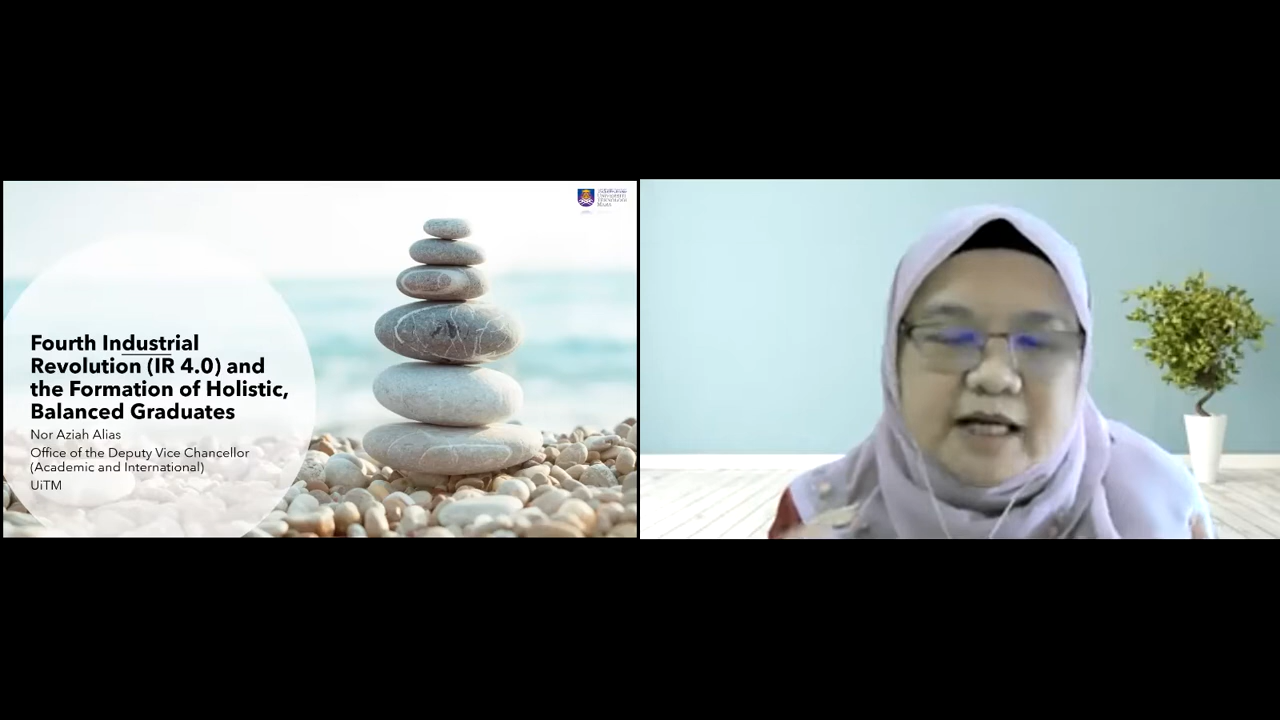 Fourth Industrial
Revolution (IR 4.0) and
the Formation of Holistic,
Balanced Graduates
Nor Aziah Alias
Office of the Deputy Vice Chancellor
(Academic and International)
UiTM